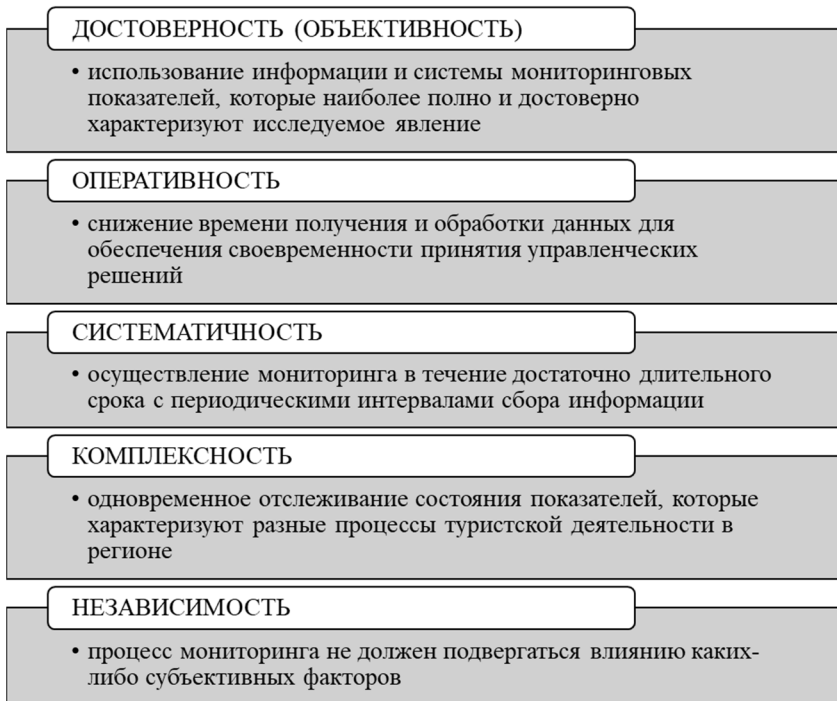 ДОСТОВЕРНОСТЬ (ОБЪЕКТИВНОСТЬ)
• использование информации и системы мониторинговых
показателей, которые наиболее полно и достоверно
характеризуют исследуемое явление
ОПЕРАТИВНОСТЬ
• снижение времени получения и обработки данных для
обеспечения своевременности принятия управленческих
решений
СИСТЕМАТИЧНОСТЬ
• осуществление мониторинга в течение достаточно длительного
срока с периодическими интервалами сбора информации
КОМПЛЕКСНОСТЬ
• одновременное отслеживание состояния показателей, которые
характеризуют разные процессы туристской деятельности в
регионе
НЕЗАВИСИМОСТЬ
• процесс мониторинга не должен подвергаться влиянию каких-
либо субъективных факторов